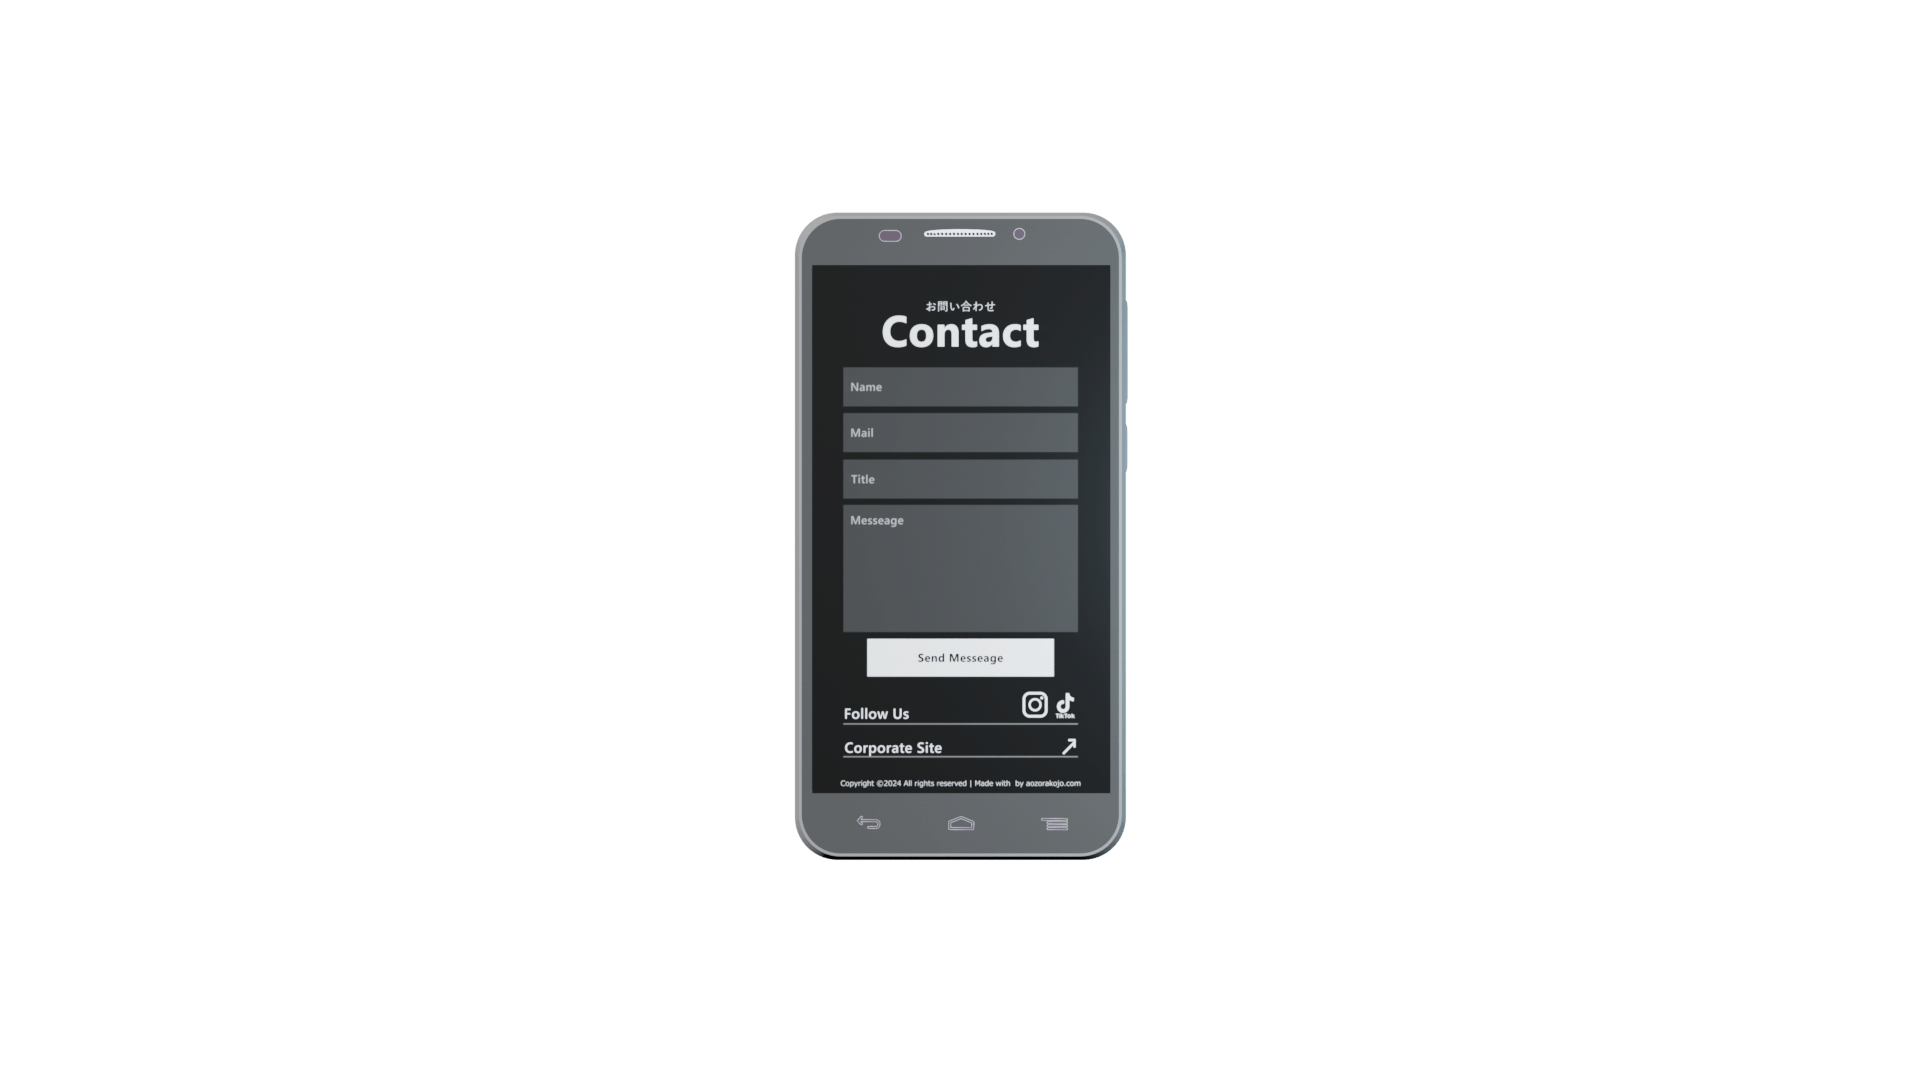 お問い合わせ
Contact
Name
Mail
Title
Messeage
Send Messeage
TikTok
Follow Us
Corporate Site
Copyright ©2024 All rights reserved | Made with by aozorakojo.com